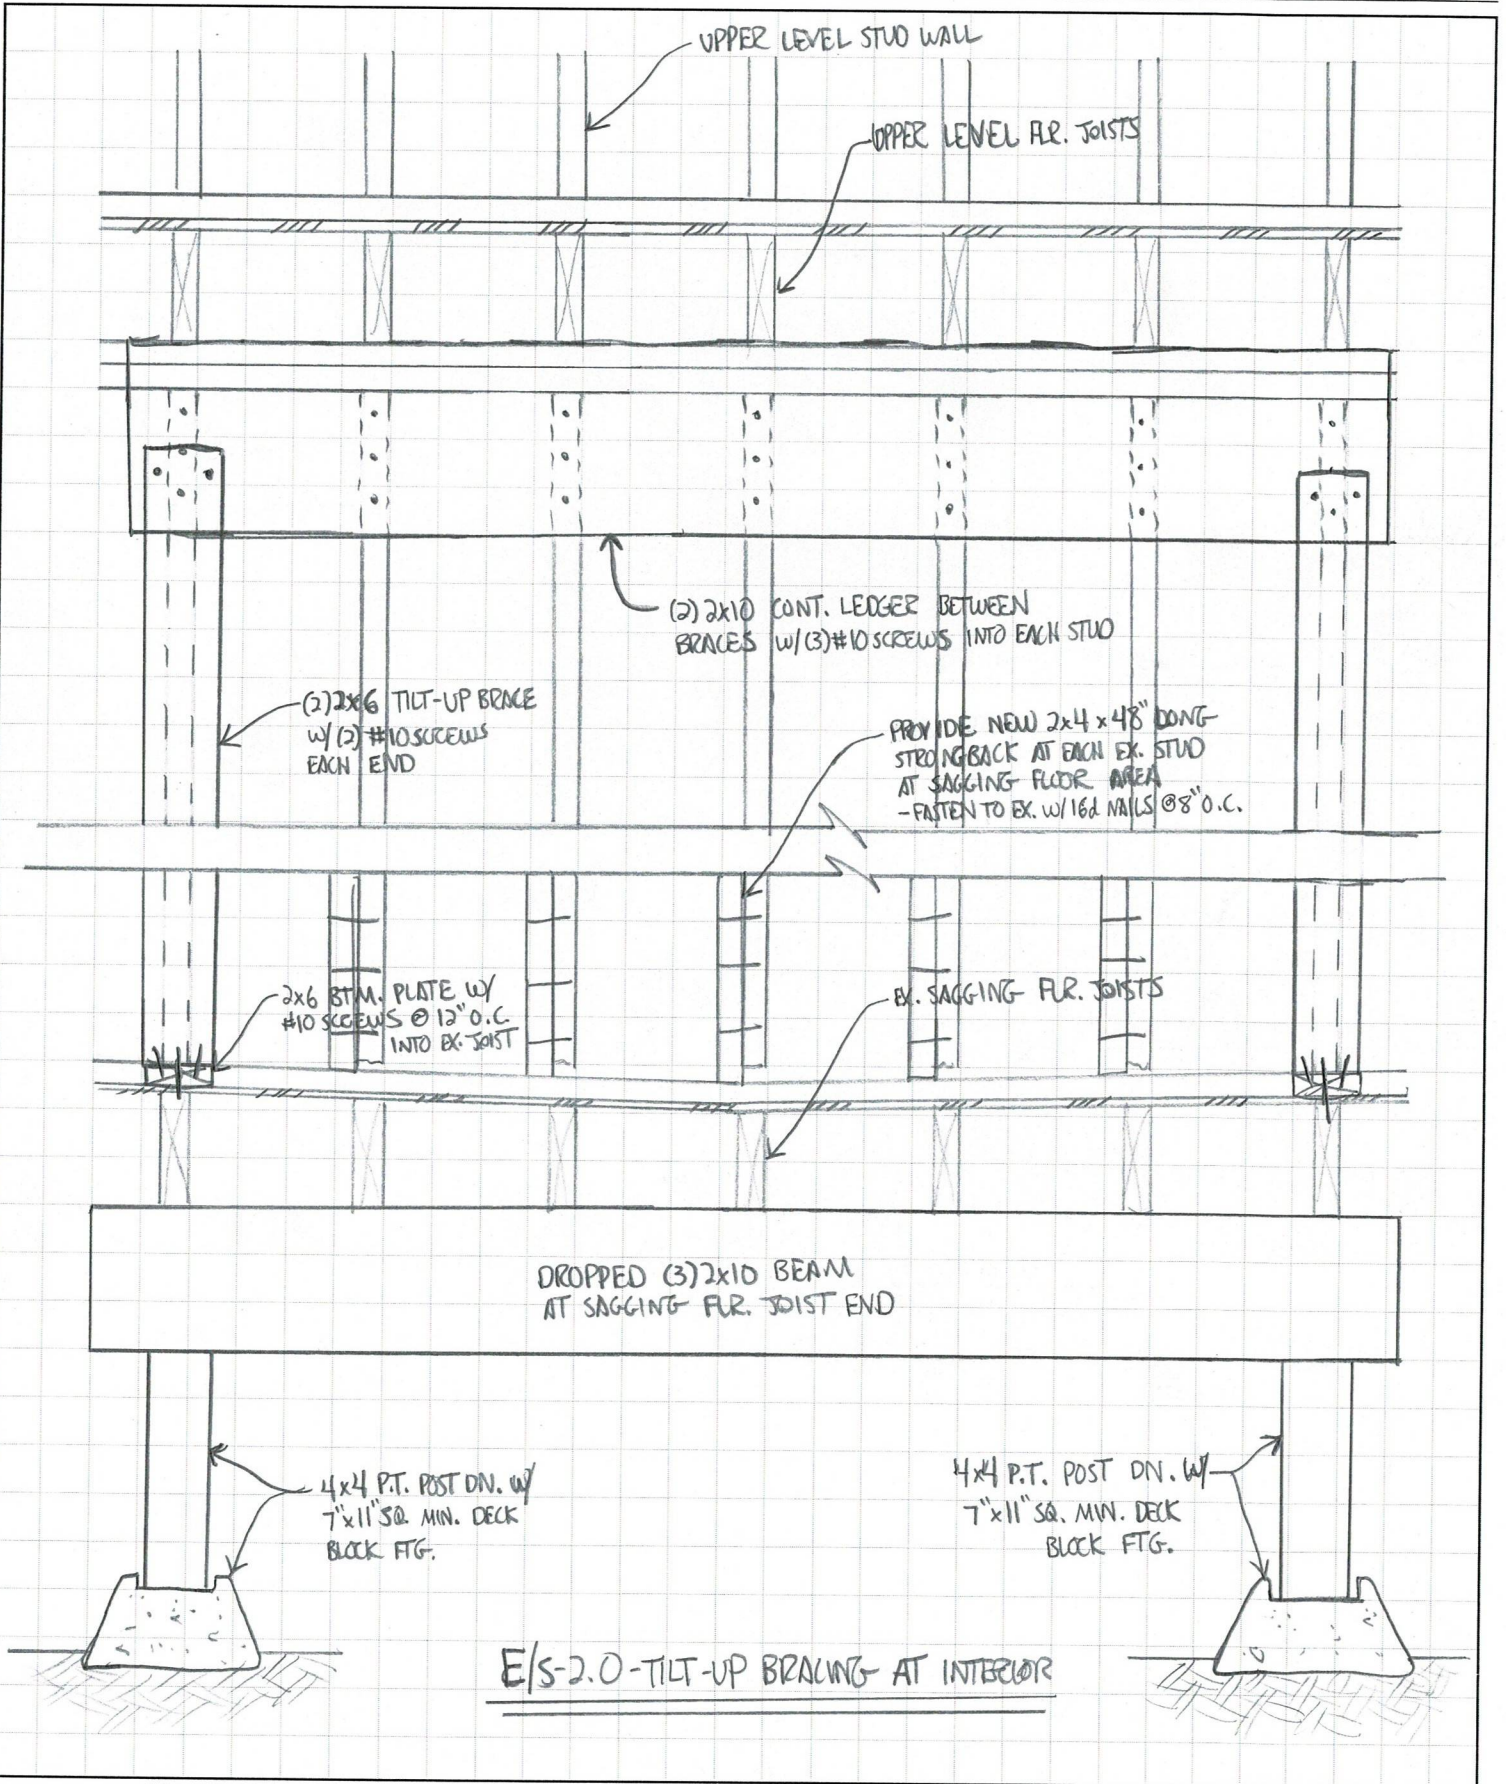 UPPER LEVEL STUD WALL
UPPER LEVEL FLR. JOISTS
(2) 2x10 CONT. LEDGER BETWEEN
BRACES W/(3)#10 SCREWS INTO EACH STUD
(2)2x6 TILT-UP BRACE
W/(2) #10 SCREWS
EACH END
PROVIDE NEW 2x4 x 48" LONG
STRONGBACK AT EACH EX. STUD
AT SAGGING FLOOR AREA
-FASTEN TO EX. W/ 16d NAILS @8" O.C.
2x6 BTM. PLATE W/
#10 SCREWS @ 12" O.C.
INTO EX. JOIST
EX. SAGGING FLR. JOISTS
DROPPED (3)2x10 BEAM
AT SAGGING FLR. JOIST END
4x4 P.T. POST DN. W/
7"x11" SQ. MIN. DECK
BLOCK FTG.
4x4 P.T. POST DN. W/
7"x11" SQ. MIN. DECK
BLOCK FTG.
E/S-2.0-TILT-UP BRACING AT INTERIOR